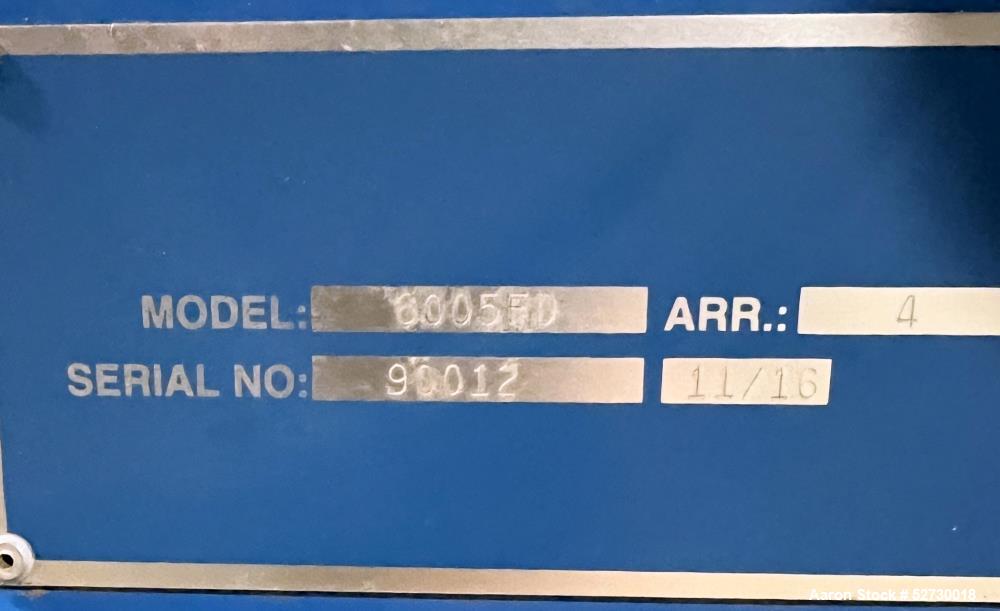 MODEL: 6005FD ARR.: 4
SERIAL NO: 90012 11/16
Aaron Stock # 52730018